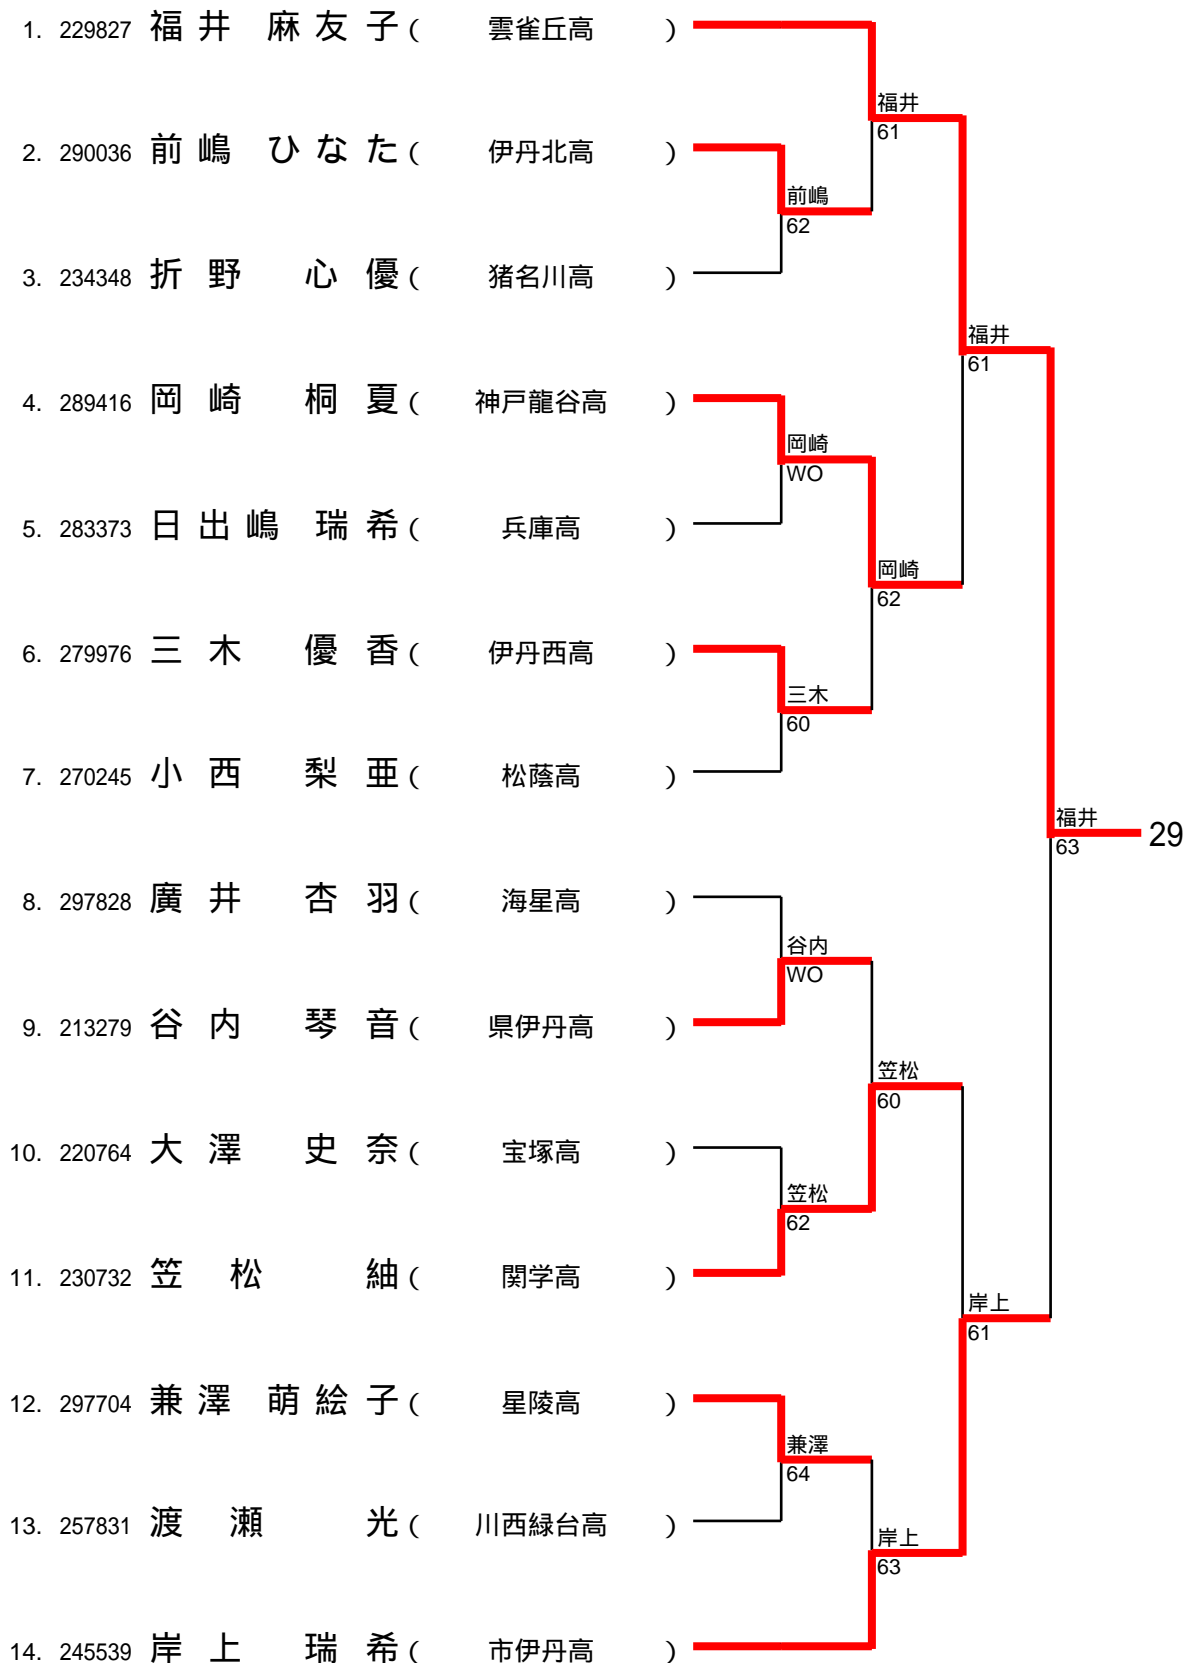 1. 229827 福井 麻友子 ( 雲雀丘高 )
福井
61
2. 290036 前嶋 ひなた ( 伊丹北高 )
前嶋
62
3. 234348 折野 心優 ( 猪名川高 )
福井
61
4. 289416 岡崎 桐夏 ( 神戸龍谷高 )
岡崎
WO
5. 283373 日出嶋 瑞希 ( 兵庫高 )
岡崎
62
6. 279976 三木 優香 ( 伊丹西高 )
三木
60
7. 270245 小西 梨亜 ( 松蔭高 )
福井
63
29
8. 297828 廣井 杏羽 ( 海星高 )
谷内
WO
9. 213279 谷内 琴音 ( 県伊丹高 )
笠松
60
10. 220764 大澤 史奈 ( 宝塚高 )
笠松
62
11. 230732 笠松 紬 ( 関学高 )
岸上
61
12. 297704 兼澤 萌絵子 ( 星陵高 )
兼澤
64
13. 257831 渡瀬 光 ( 川西緑台高 )
岸上
63
14. 245539 岸上 瑞希 ( 市伊丹高 )